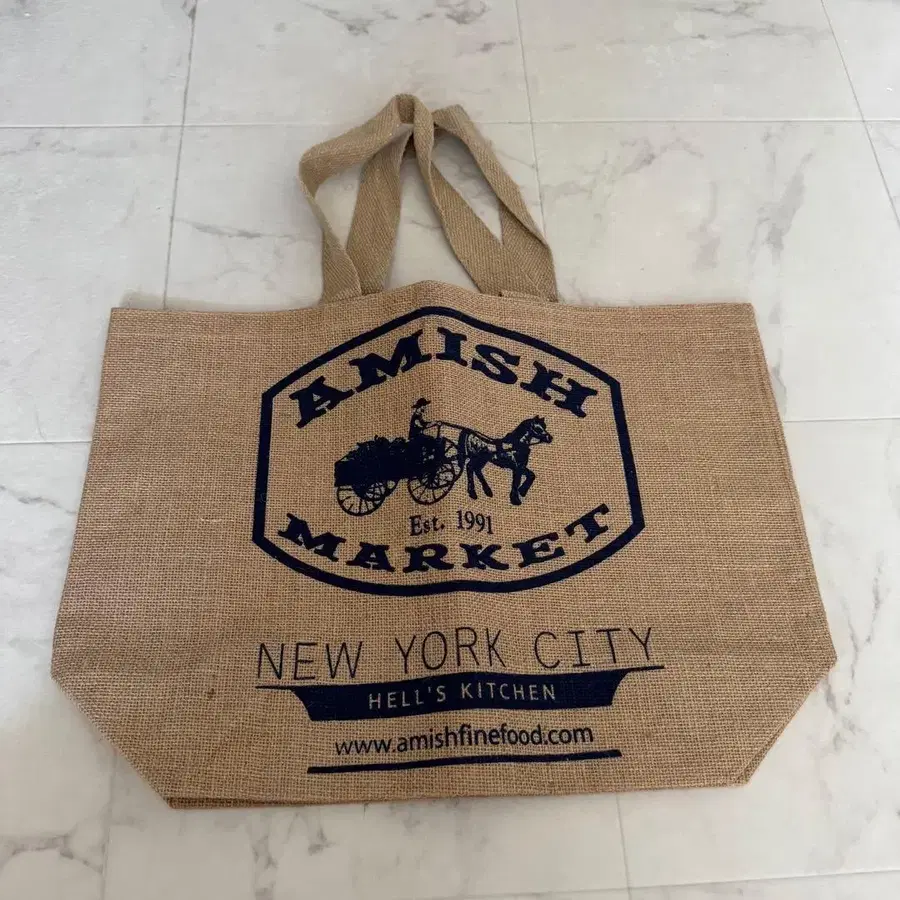 AMISH
Est. 1991
MARKET
NEW YORK CITY
HELL'S KITCHEN
www.amishfinefood.com